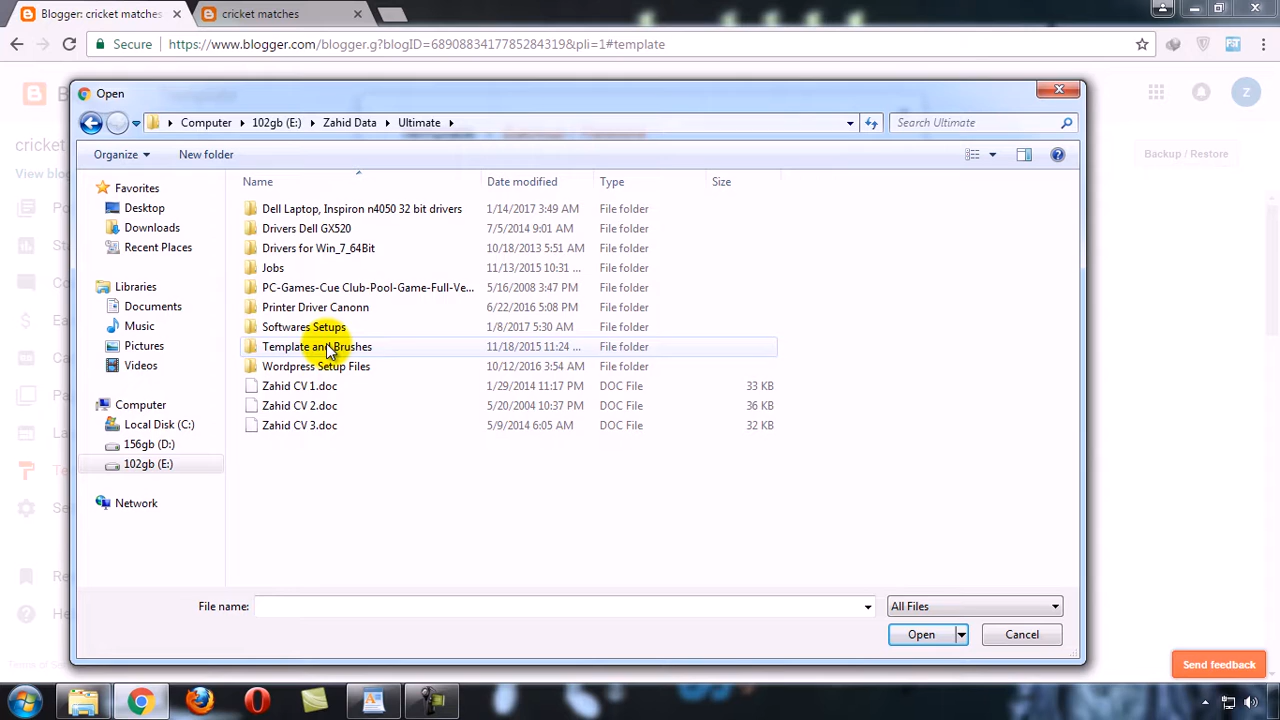 Blogger: cricket matches
cricket matches
Secure
https://www.blogger.com/blogger.g?blogID=6890883417785284319&pli=1#template
Open
Computer
102gb (E:)
Zahid Data
Ultimate
Search Ultimate
Z
cricket
Backup / Restore
View blog
Organize
New folder
Name
Date modified
Type
Size
Favorites
Desktop
Downloads
Recent Places
Libraries
Documents
Music
Pictures
Videos
Computer
Local Disk (C:)
156gb (D:)
102gb (E:)
Network
Dell Laptop, Inspiron n4050 32 bit drivers 1/14/2017 3:49 AM File folder
Drivers Dell GX520 7/5/2014 9:01 AM File folder
Drivers for Win_7_64Bit 10/18/2013 5:51 AM File folder
Jobs 11/13/2015 10:31 ... File folder
PC-Games-Cue Club-Pool-Game-Full-Ve... 5/16/2008 3:47 PM File folder
Printer Driver Canonn 6/22/2016 5:08 PM File folder
Softwares Setups 1/8/2017 5:30 AM File folder
Template and Brushes 11/18/2015 11:24 ... File folder
Wordpress Setup Files 10/12/2016 3:54 AM File folder
Zahid CV 1.doc 1/29/2014 11:17 PM DOC File 33 KB
Zahid CV 2.doc 5/20/2004 10:37 PM DOC File 36 KB
Zahid CV 3.doc 5/9/2014 6:05 AM DOC File 32 KB
File name:
All Files
Open
Cancel
Send feedback